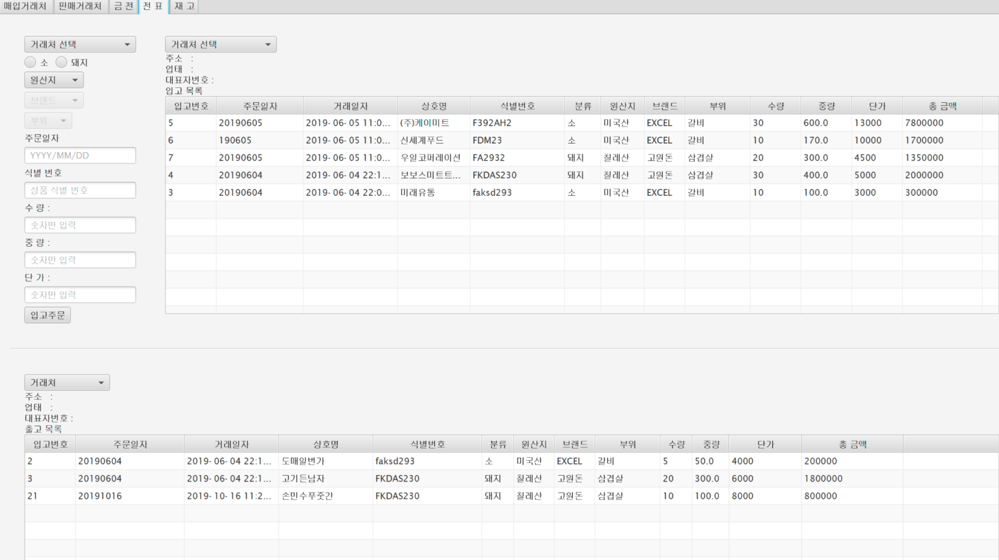 매입거래처 판매거래처 금 전 전 표 재 고
거래처 선택
소 돼지
원산지
브랜드
부위
주문일자
YYYY/MM/DD
식별 번호
상품 식별 번호
수 량 :
숫자만 입력
중 량 :
숫자만 입력
단 가 :
숫자만 입력
입고주문
거래처 선택
주소 :
업태 :
대표자번호 :
입고 목록
입고번호 주문일자 거래일자 상호명 식별번호 분류 원산지 브랜드 부위 수량 중량 단가 총 금액
5 20190605 2019- 06- 05 11:0... (주)케이미트 F392AH2 소 미국산 EXCEL 갈비 30 600.0 13000 7800000
6 190605 2019- 06- 05 11:0... 신세계푸드 FDM23 소 미국산 EXCEL 갈비 10 170.0 10000 1700000
7 20190605 2019- 06- 05 11:0... 우일코퍼레이션 FA2932 돼지 칠레산 고원돈 삼겹살 20 300.0 4500 1350000
4 20190604 2019- 06- 04 22:1... 보보스미트트... FKDAS230 돼지 칠레산 고원돈 삼겹살 30 400.0 5000 2000000
3 20190604 2019- 06- 04 22:0... 미래유통 faksd293 소 미국산 EXCEL 갈비 10 100.0 3000 300000
거래처
주소 :
업태 :
대표자번호 :
출고 목록
입고번호 주문일자 거래일자 상호명 식별번호 분류 원산지 브랜드 부위 수량 중량 단가 총 금액
2 20190604 2019- 06- 04 22:1... 도매일번가 faksd293 소 미국산 EXCEL 갈비 5 50.0 4000 200000
3 20190604 2019- 06- 04 22:1... 고기든남자 FKDAS230 돼지 칠레산 고원돈 삼겹살 20 300.0 6000 1800000
21 20191016 2019- 10- 16 11:2... 손민수푸줏간 FKDAS230 돼지 칠레산 고원돈 삼겹살 10 100.0 8000 800000